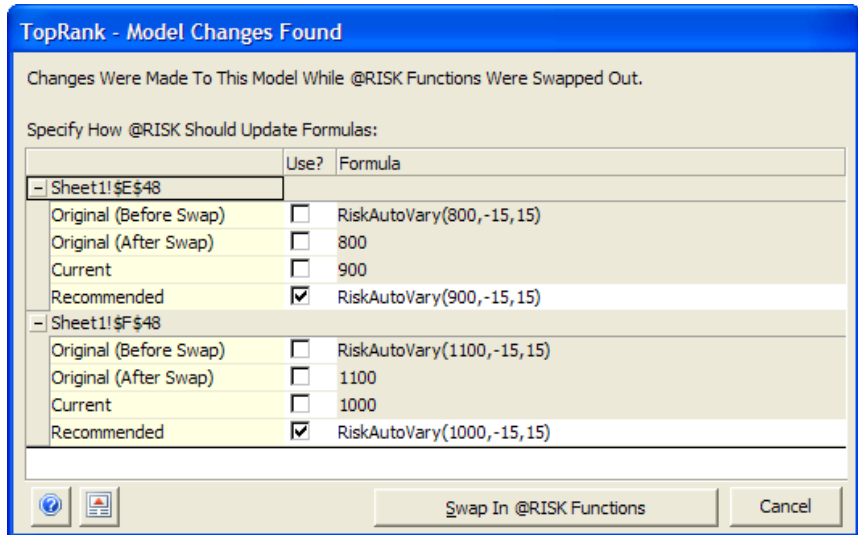 TopRank - Model Changes Found
Changes Were Made To This Model While @RISK Functions Were Swapped Out.
Specify How @RISK Should Update Formulas:
Use? Formula
Sheet1!$E$48
Original (Before Swap) RiskAutoVary(800,-15,15)
Original (After Swap) 800
Current 900
Recommended RiskAutoVary(900,-15,15)
Sheet1!$F$48
Original (Before Swap) RiskAutoVary(1100,-15,15)
Original (After Swap) 1100
Current 1000
Recommended RiskAutoVary(1000,-15,15)
Swap In @RISK Functions Cancel